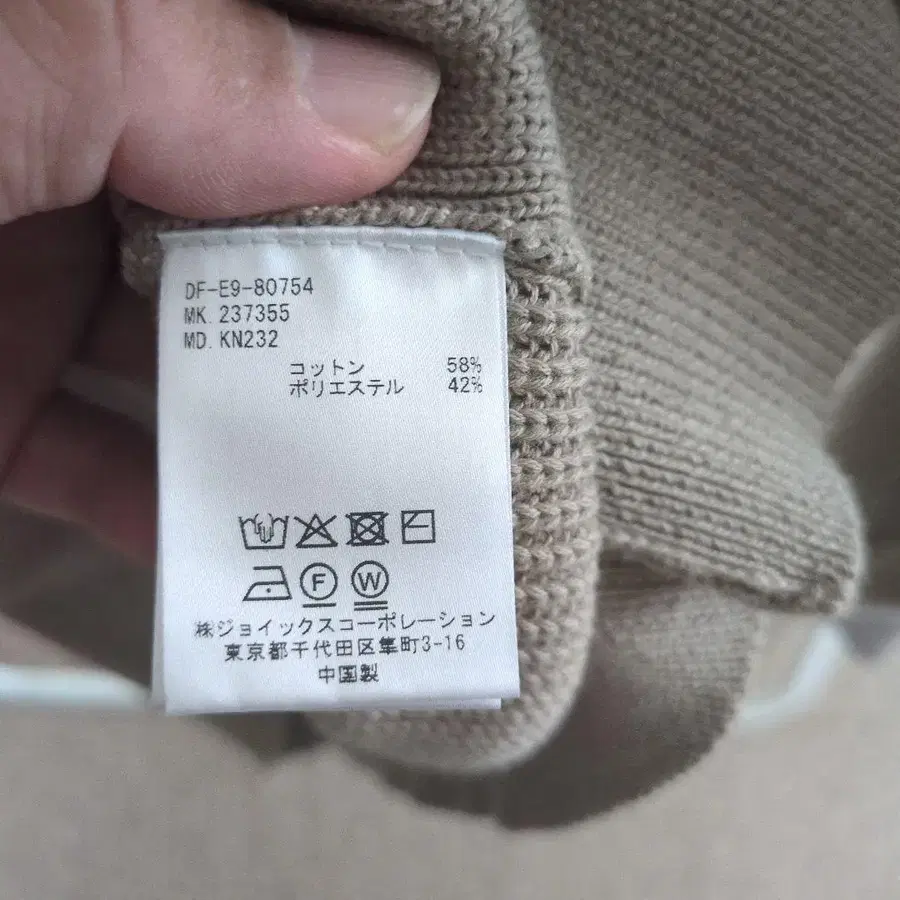 DF-E9-80754
MK. 237355
MD. KN232
コットン 58%
ポリエステル 42%
F W
㈱ジョイックスコーポレーション
東京都千代田区隼町3-16
中国製